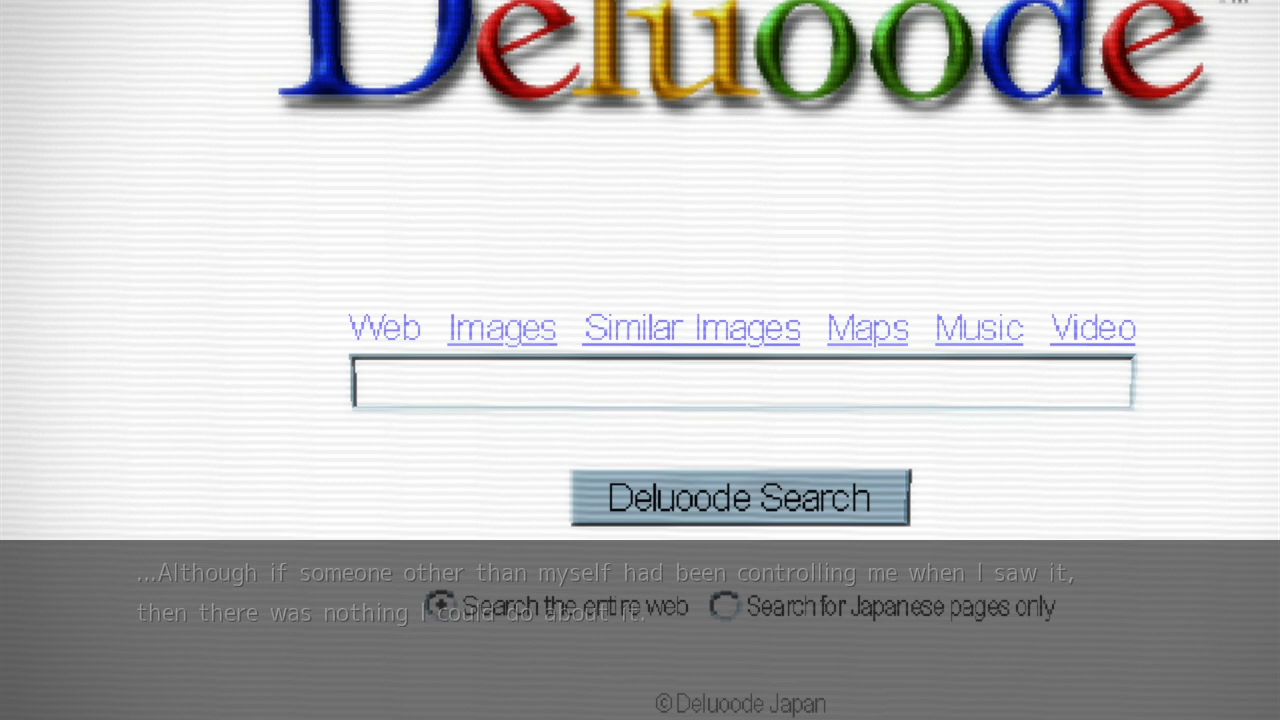 Deluoode
Web Images Similar Images Maps Music Video
Deluoode Search
...Although if someone other than myself had been controlling me when I saw it,
Search the entire web Search for Japanese pages only
then there was nothing I could do about it.
©Deluoode Japan